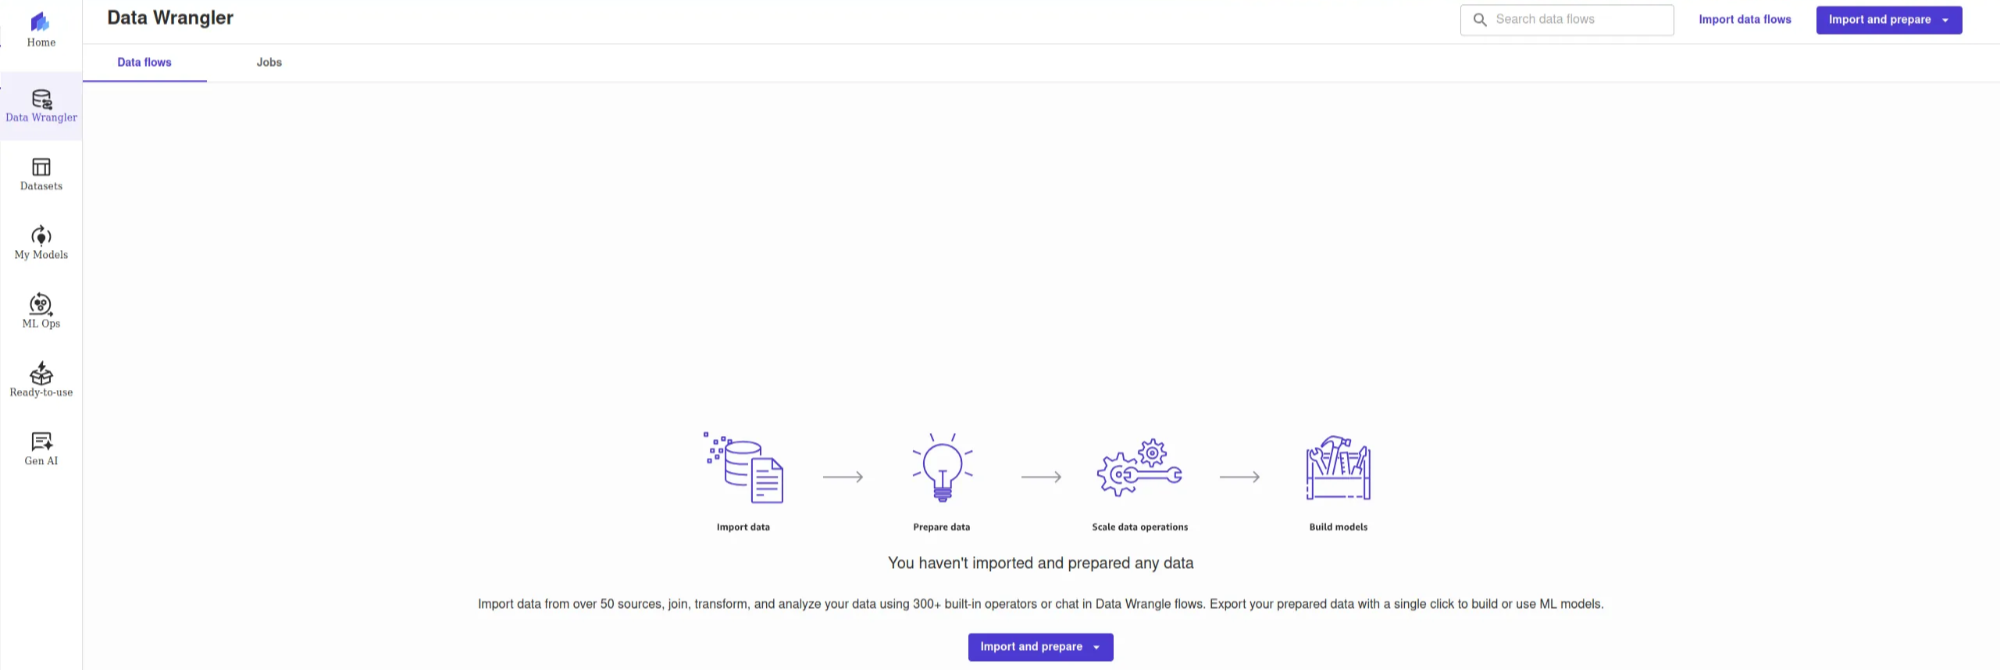 Data Wrangler
Search data flows
Import data flows
Import and prepare
Home
Data Wrangler
Datasets
My Models
ML Ops
Ready-to-use
Gen AI
Data flows
Jobs
Import data
Prepare data
Scale data operations
Build models
You haven't imported and prepared any data
Import data from over 50 sources, join, transform, and analyze your data using 300+ built-in operators or chat in Data Wrangle flows. Export your prepared data with a single click to build or use ML models.
Import and prepare